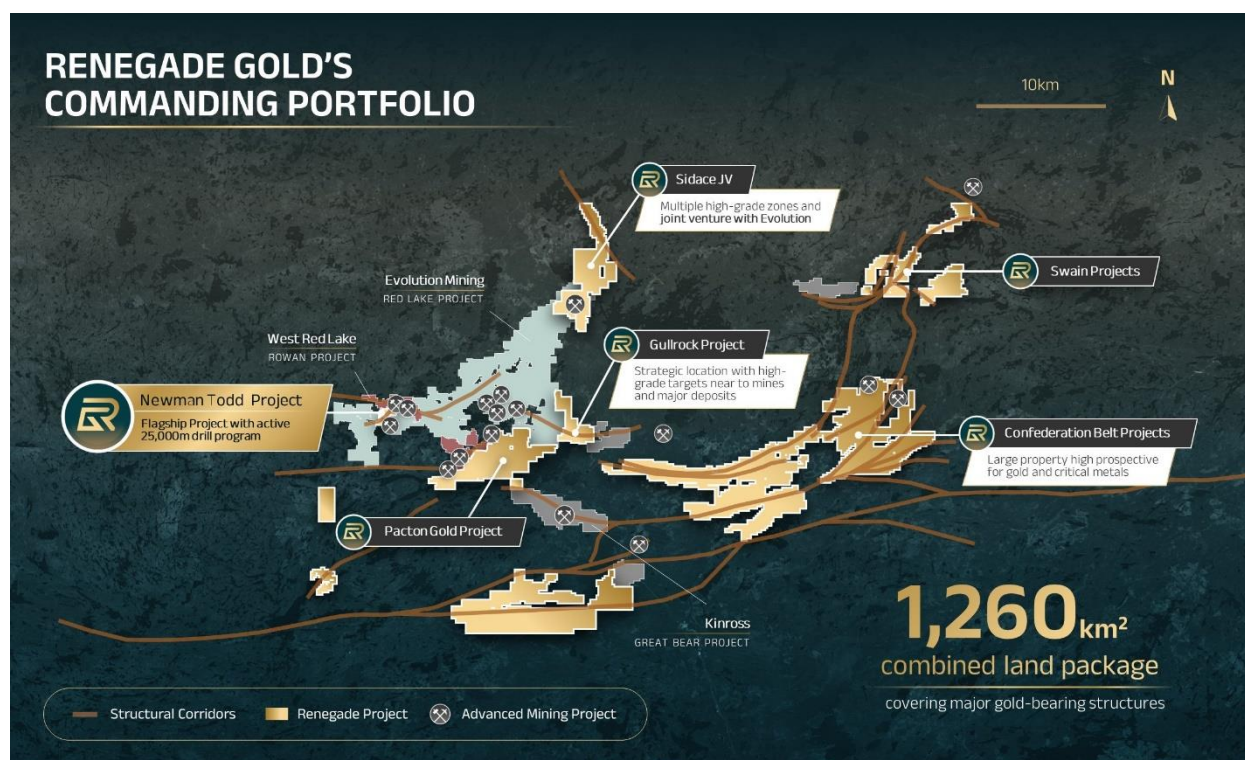 RENEGADE GOLD'S
COMMANDING PORTFOLIO
10km
N
Sidace JV
Multiple high-grade zones and
joint venture with Evolution
Swain Projects
Evolution Mining
RED LAKE PROJECT
West Red Lake
ROWAN PROJECT
Gullrock Project
Strategic location with high-
grade targets near to mines
and major deposits
Newman Todd Project
Flagship Project with active
25,000m drill program
Confederation Belt Projects
Large property high prospective
for gold and critical metals
Pacton Gold Project
Kinross
GREAT BEAR PROJECT
1,260 km²
combined land package
covering major gold-bearing structures
Structural Corridors
Renegade Project
Advanced Mining Project